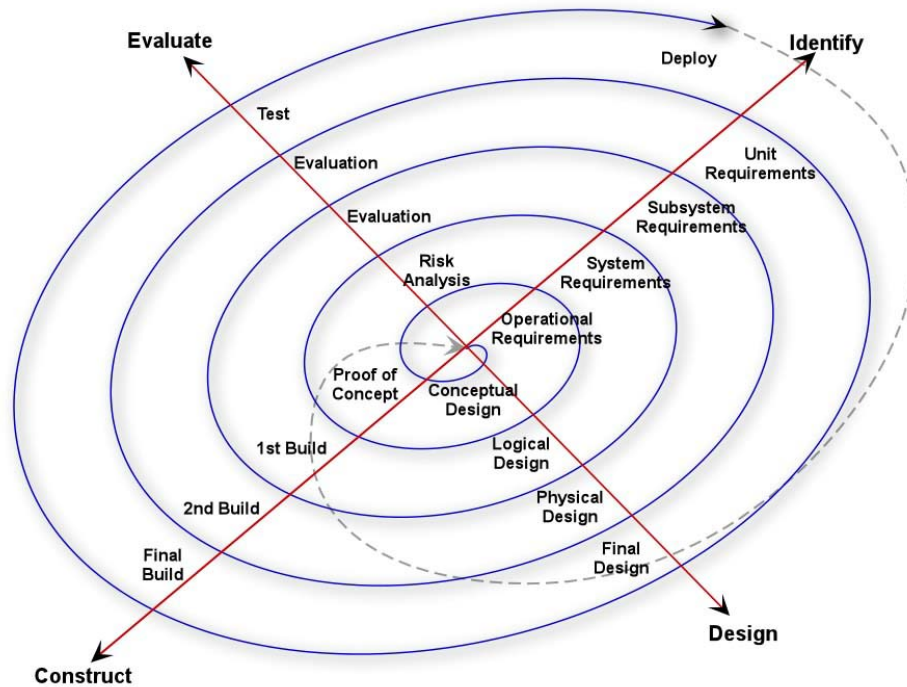 Evaluate
Identify
Deploy
Test
Unit
Requirements
Evaluation
Subsystem
Requirements
Evaluation
System
Requirements
Risk
Analysis
Operational
Requirements
Proof of
Concept
Conceptual
Design
1st Build
Logical
Design
2nd Build
Physical
Design
Final
Build
Final
Design
Design
Construct